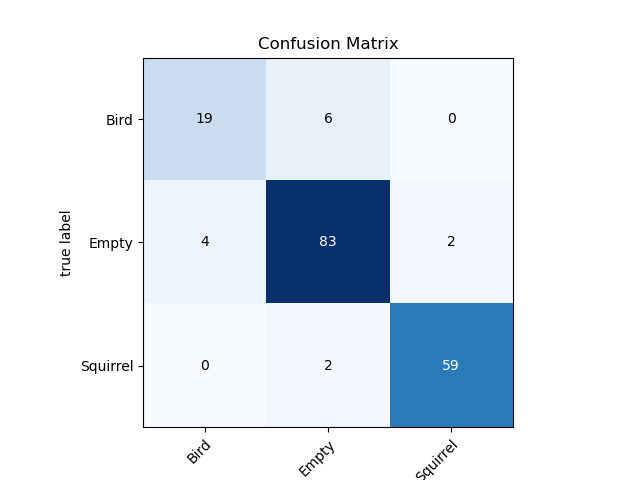 Confusion Matrix
Bird 19 6 0
Empty 4 83 2
Squirrel 0 2 59
true label
Bird Empty Squirrel